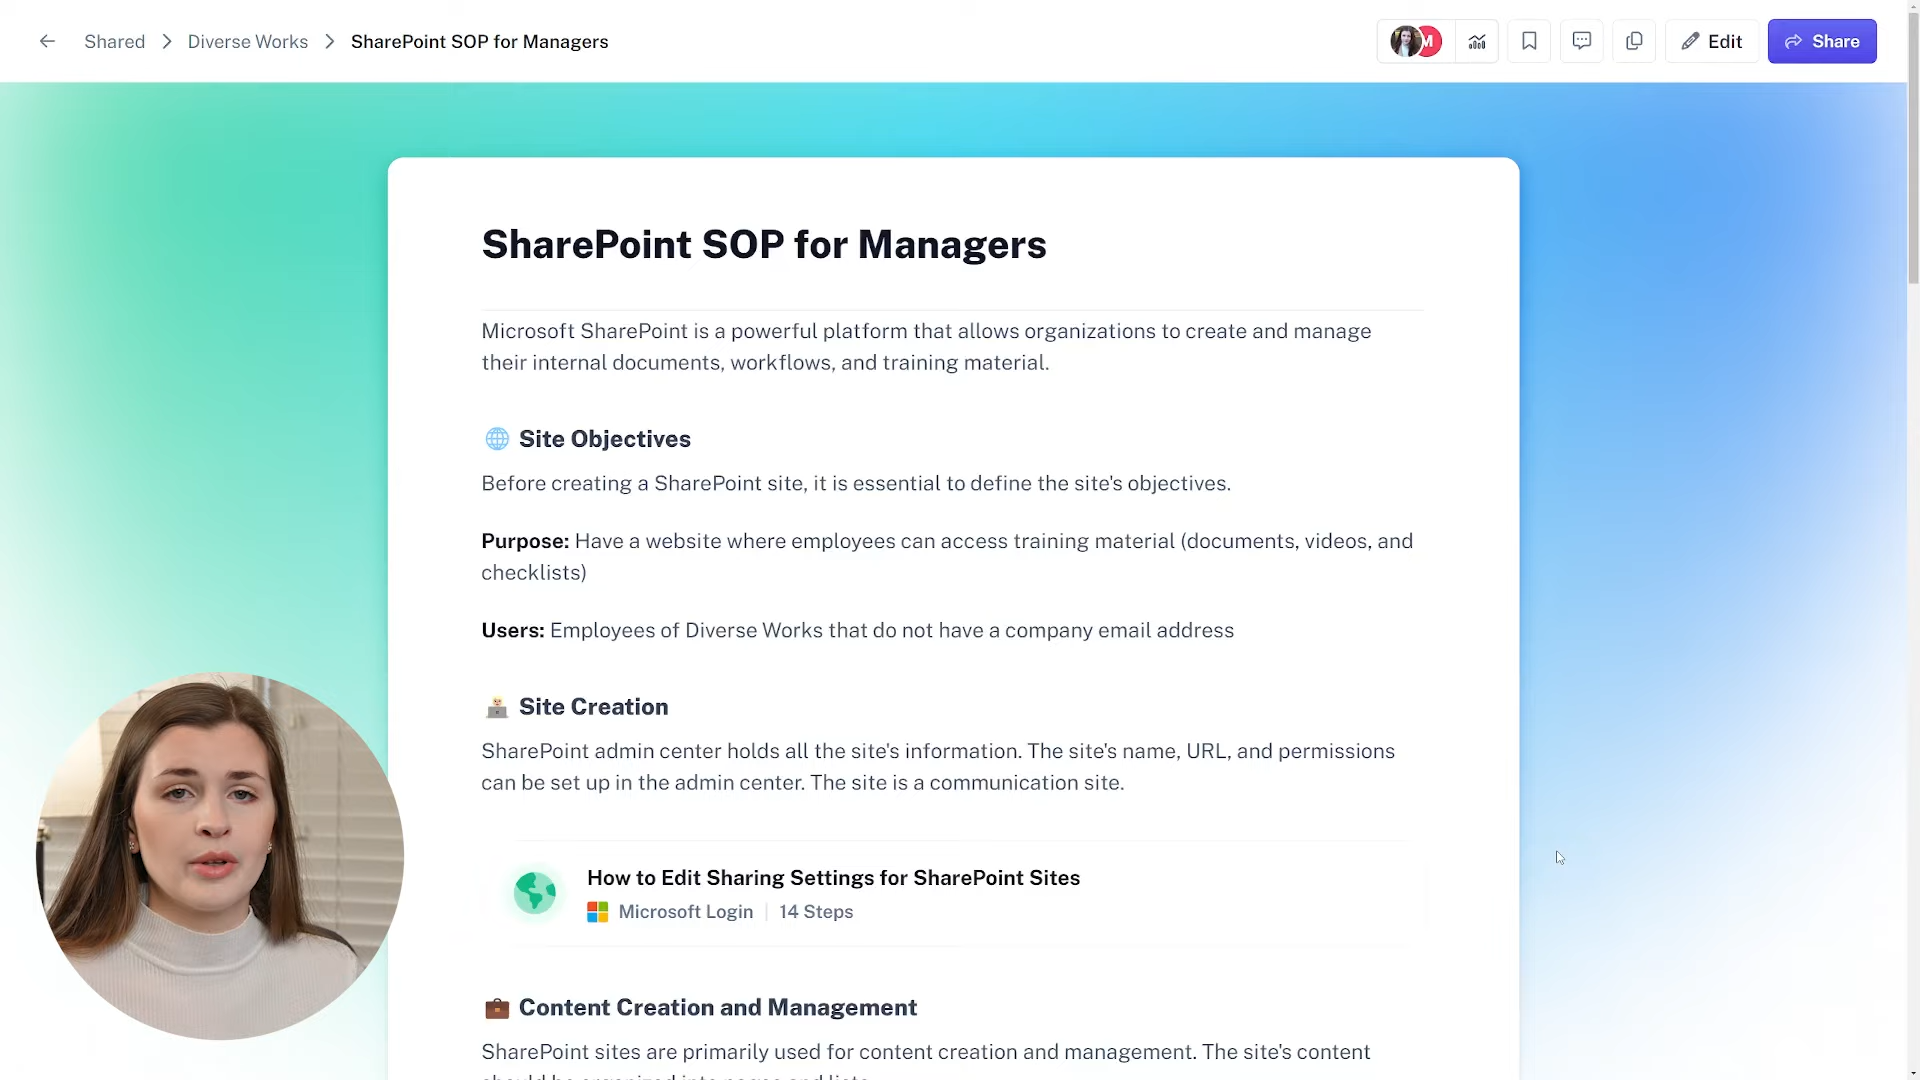 Shared > Diverse Works > SharePoint SOP for Managers
M
Edit
Share
SharePoint SOP for Managers
Microsoft SharePoint is a powerful platform that allows organizations to create and manage
their internal documents, workflows, and training material.
Site Objectives
Before creating a SharePoint site, it is essential to define the site's objectives.
Purpose: Have a website where employees can access training material (documents, videos, and
checklists)
Users: Employees of Diverse Works that do not have a company email address
Site Creation
SharePoint admin center holds all the site's information. The site's name, URL, and permissions
can be set up in the admin center. The site is a communication site.
How to Edit Sharing Settings for SharePoint Sites
Microsoft Login | 14 Steps
Content Creation and Management
SharePoint sites are primarily used for content creation and management. The site's content